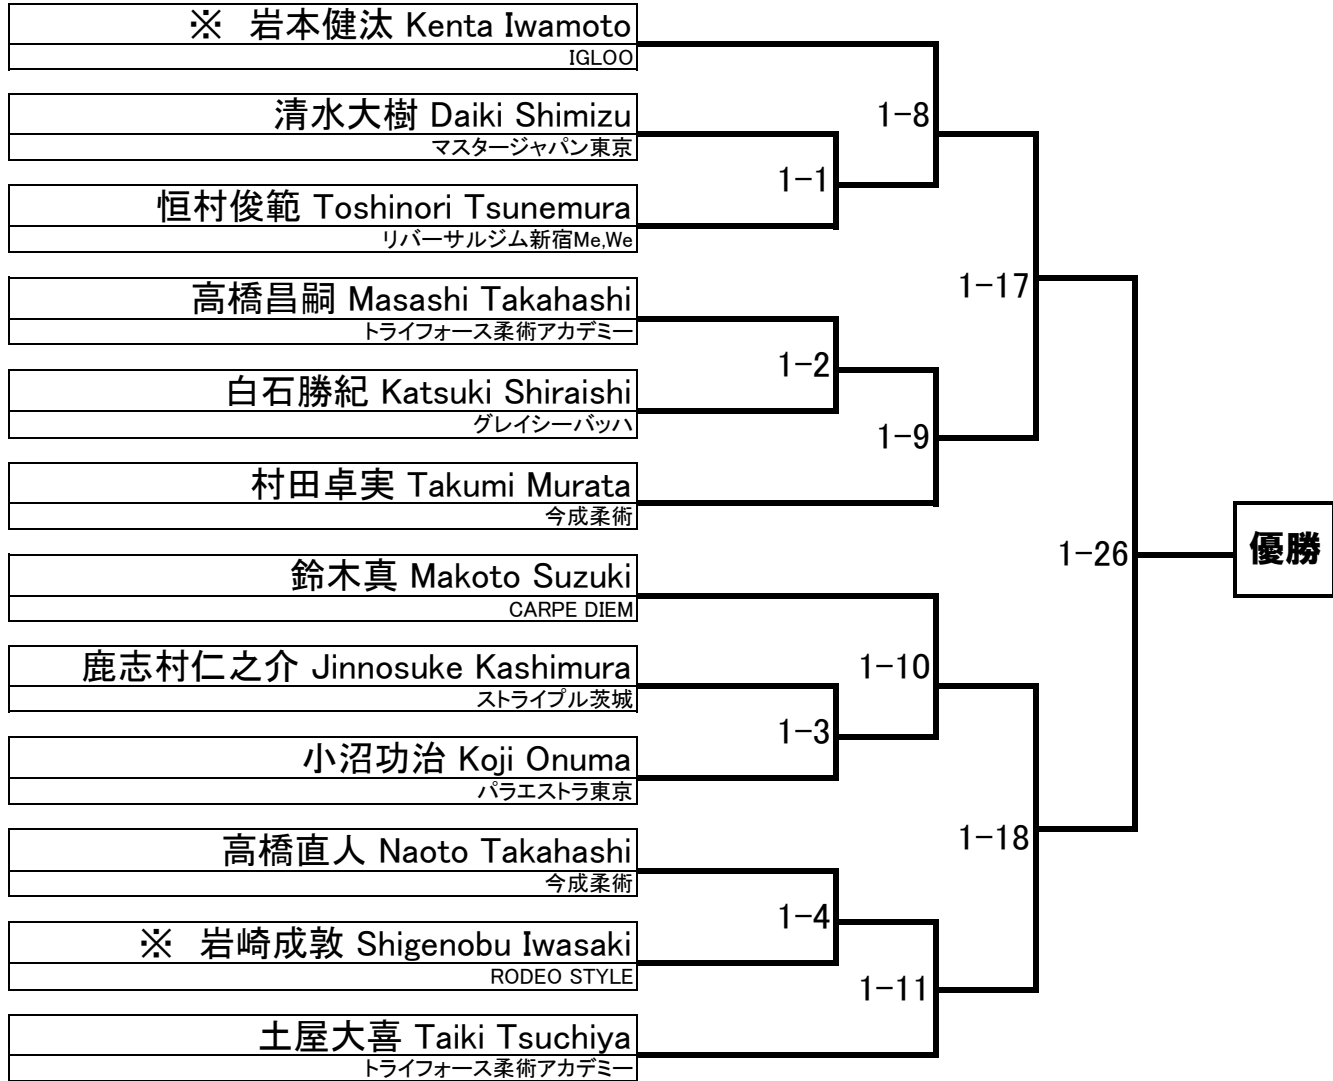 ※ 岩本健汰 Kenta Iwamoto
IGLOO
清水大樹 Daiki Shimizu
マスタージャパン東京
1-8
1-1
恒村俊範 Toshinori Tsunemura
リバーサルジム新宿Me,We
高橋昌嗣 Masashi Takahashi
トライフォース柔術アカデミー
1-17
1-2
白石勝紀 Katsuki Shiraishi
グレイシーバッハ
1-9
村田卓実 Takumi Murata
今成柔術
1-26
優勝
鈴木真 Makoto Suzuki
CARPE DIEM
鹿志村仁之介 Jinnosuke Kashimura
ストライプル茨城
1-10
1-3
小沼功治 Koji Onuma
パラエストラ東京
高橋直人 Naoto Takahashi
今成柔術
1-18
1-4
※ 岩崎成敦 Shigenobu Iwasaki
RODEO STYLE
1-11
土屋大喜 Taiki Tsuchiya
トライフォース柔術アカデミー